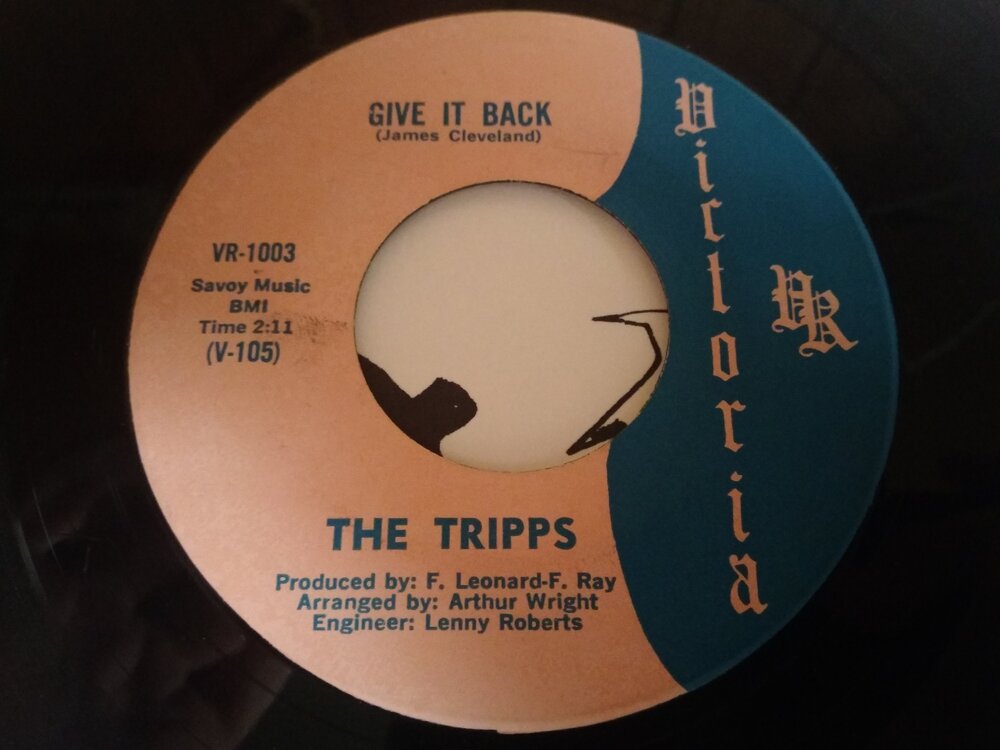 GIVE IT BACK
(James Cleveland)
VR-1003
Savoy Music
BMI
Time 2:11
(V-105)
Victoria
VR
THE TRIPPS
Produced by: F. Leonard-F. Ray
Arranged by: Arthur Wright
Engineer: Lenny Roberts